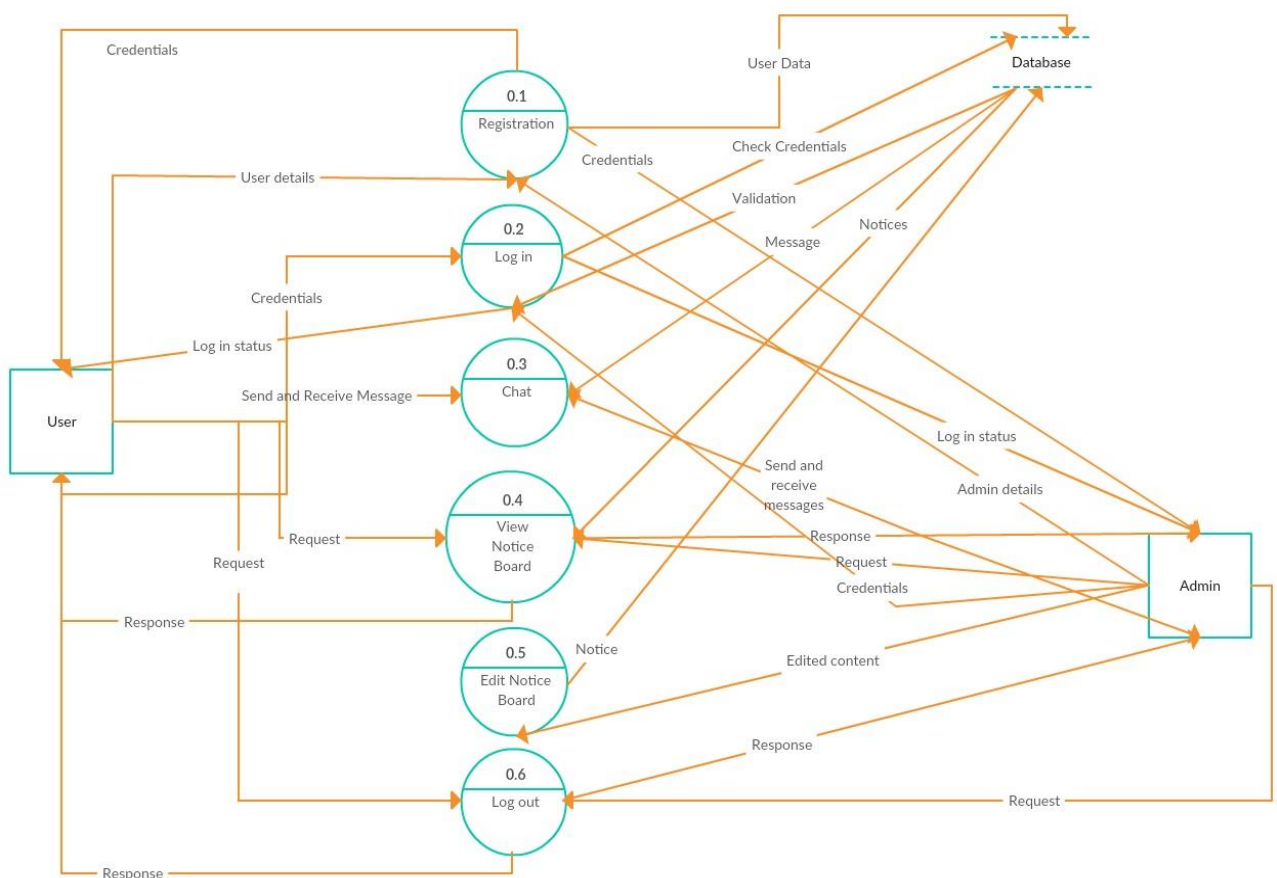 Credentials
User Data
Database
0.1
Registration
Credentials
Check Credentials
User details
Validation
0.2
Log in
Notices
Message
Credentials
Log in status
0.3
Chat
Send and Receive Message
User
Log in status
Send and
receive
messages
Admin details
0.4
View
Notice
Board
Request
Response
Request
Request
Credentials
Admin
Response
Notice
0.5
Edit Notice
Board
Edited content
Response
0.6
Log out
Request
Response